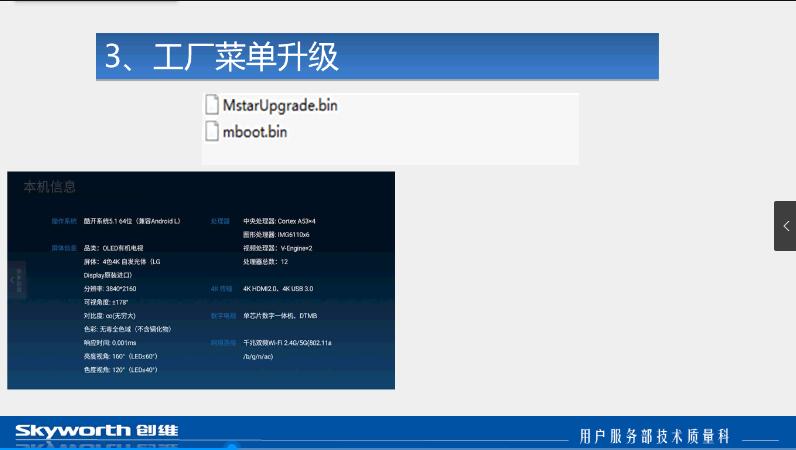 3、工厂菜单升级
MstarUpgrade.bin
mboot.bin
本机信息
操作系统 酷开系统5.1 64位（兼容Android L） 处理器 中央处理器: Cortex A53×4
图形处理器: IMG6110x6
屏体信息 品类：OLED有机电视 视频处理器：V-Engine×2
屏体：4色4K 自发光体（LG 处理器总数：12
Display原装进口）
分辨率: 3840*2160 4K 传输 4K HDMI2.0、4K USB 3.0
可视角度: ±178°
对比度: ∞(无穷大) 数字电视 单芯片数字一体机、DTMB
色彩: 无毒全色域（不含镉化物）
响应时间: 0.001ms 网络连接 千兆双频Wi-Fi 2.4G/5G(802.11a
亮度视角: 160°（LED≤60°） /b/g/n/ac)
色度视角: 120°（LED≤40°）
Skyworth 创维
用户服务部技术质量科